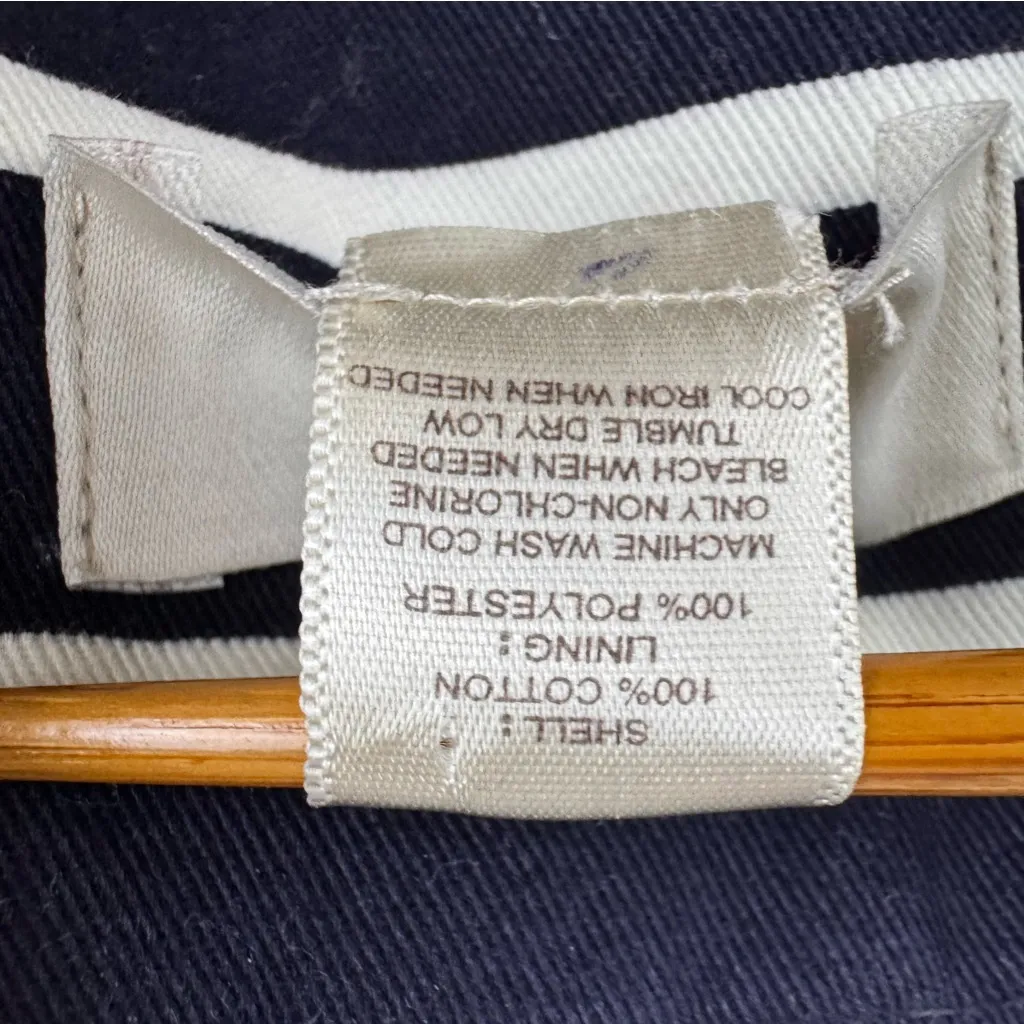 SHELL:
100% COTTON
LINING:
100% POLYESTER
MACHINE WASH COLD
ONLY NON-CHLORINE
BLEACH WHEN NEEDED
TUMBLE DRY LOW
COOL IRON WHEN NEEDED